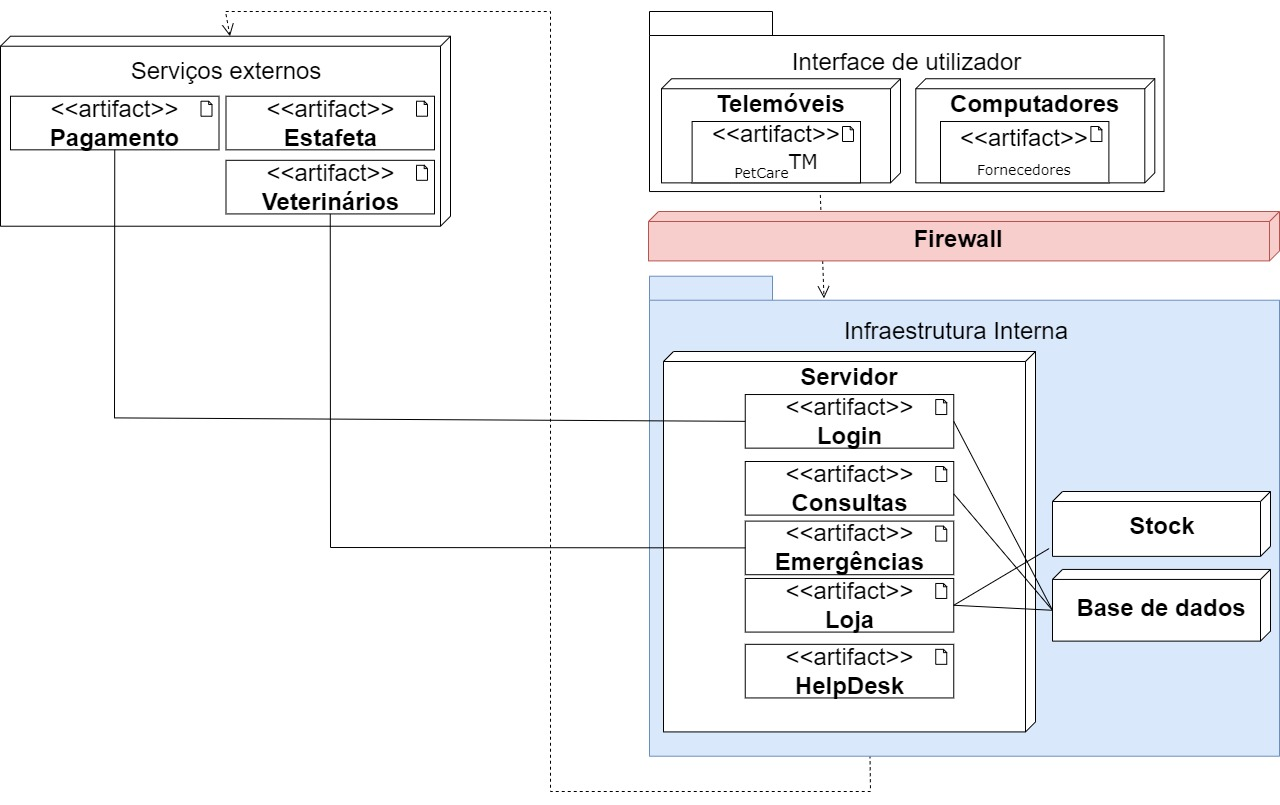 Serviços externos
<<artifact>>
Pagamento
<<artifact>>
Estafeta
<<artifact>>
Veterinários
Interface de utilizador
Telemóveis
<<artifact>>
PetCare™
Computadores
<<artifact>>
Fornecedores
Firewall
Infraestrutura Interna
Servidor
<<artifact>>
Login
<<artifact>>
Consultas
<<artifact>>
Emergências
<<artifact>>
Loja
<<artifact>>
HelpDesk
Stock
Base de dados